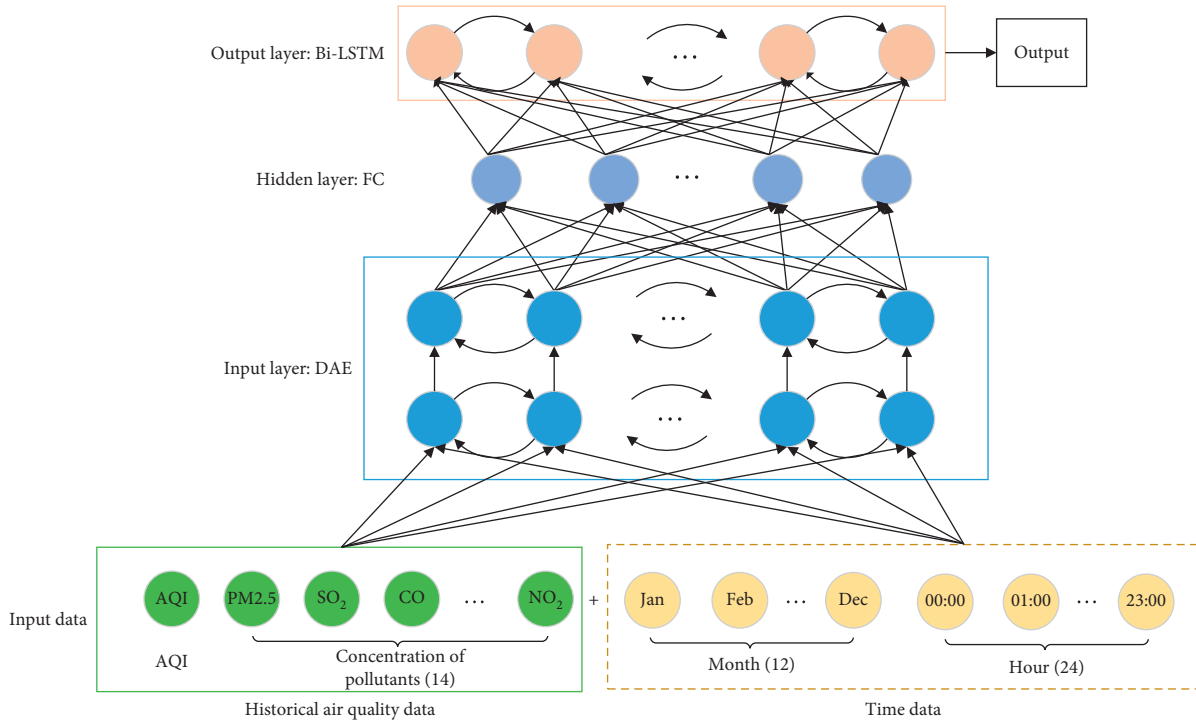 Output layer: Bi-LSTM
...
Output
Hidden layer: FC
...
...
Input layer: DAE
...
Input data
AQI
PM2.5
SO₂
CO
...
NO₂
+
Jan
Feb
...
Dec
00:00
01:00
...
23:00
AQI
Concentration of
pollutants (14)
Month (12)
Hour (24)
Historical air quality data
Time data